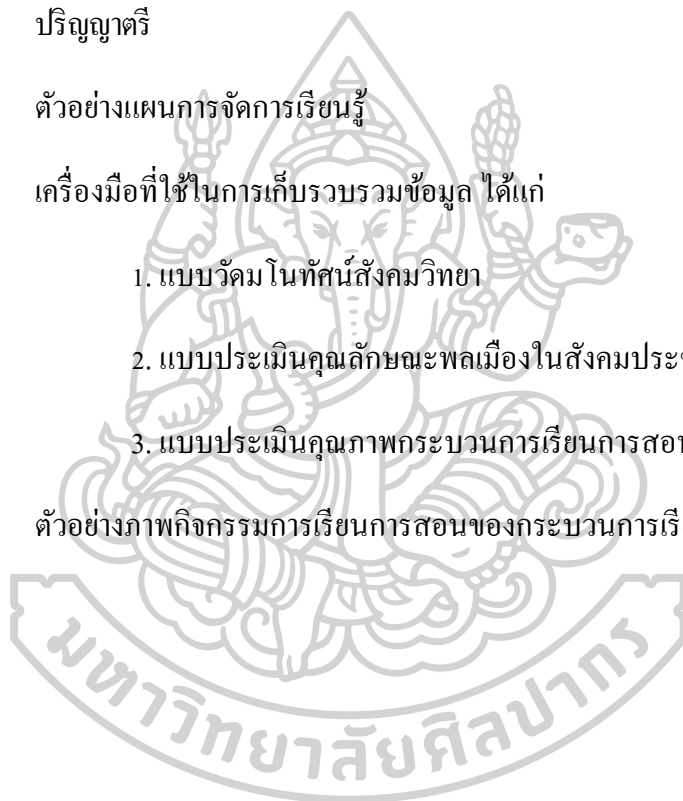 ปริญญาตรี
ตัวอย่างแผนการจัดการเรียนรู้
เครื่องมือที่ใช้ในการเก็บรวบรวมข้อมูล ได้แก่
1. แบบวัดมโนทัศน์สังคมวิทยา
2. แบบประเมินคุณลักษณะพลเมืองในสังคมประช
3. แบบประเมินคุณภาพกระบวนการเรียนการสอน
ตัวอย่างภาพกิจกรรมการเรียนการสอนของกระบวนการเรี
มหาวิทยาลัยศิลปากร